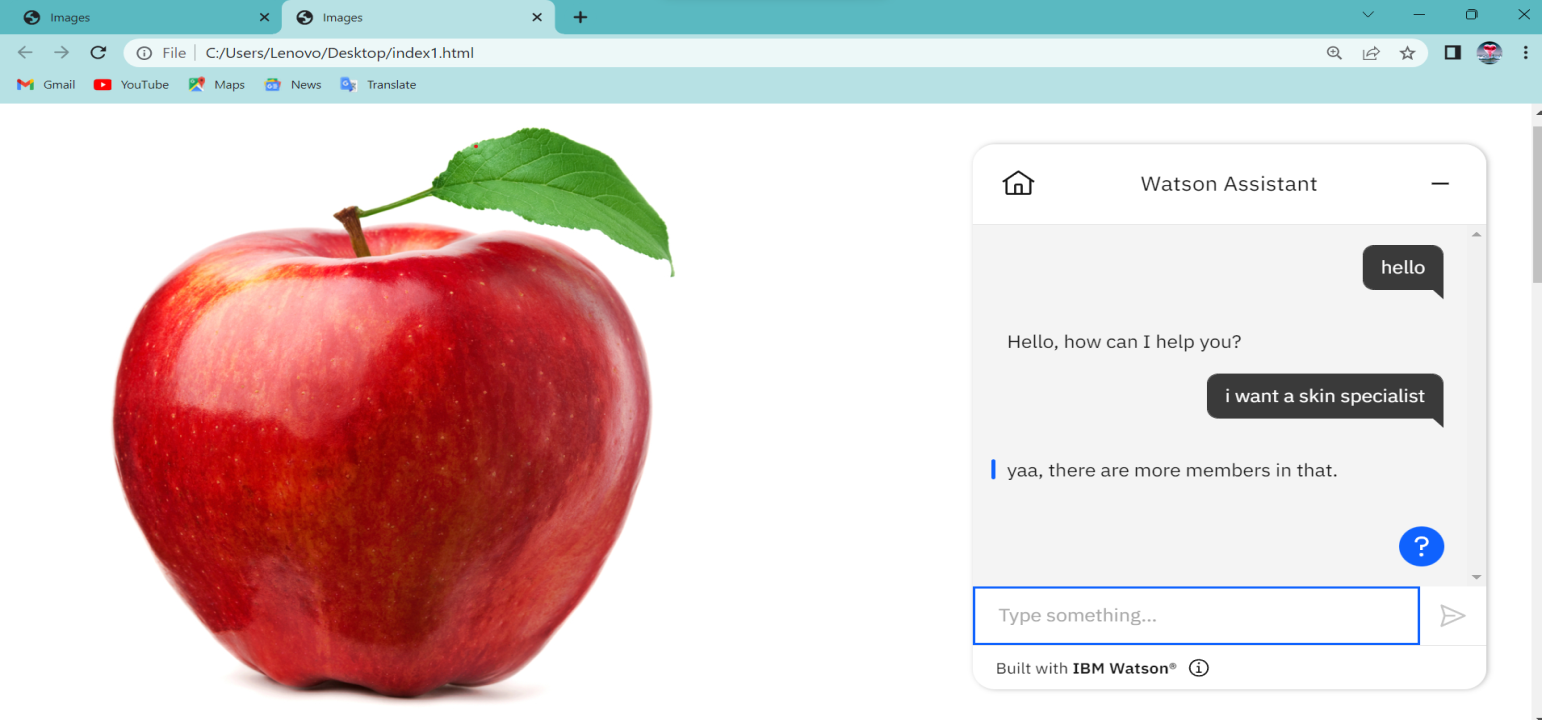 Images
Images
File
C:/Users/Lenovo/Desktop/index1.html
Gmail
YouTube
Maps
News
Translate
Watson Assistant
hello
Hello, how can I help you?
i want a skin specialist
yaa, there are more members in that.
?
Type something...
Built with IBM Watson®